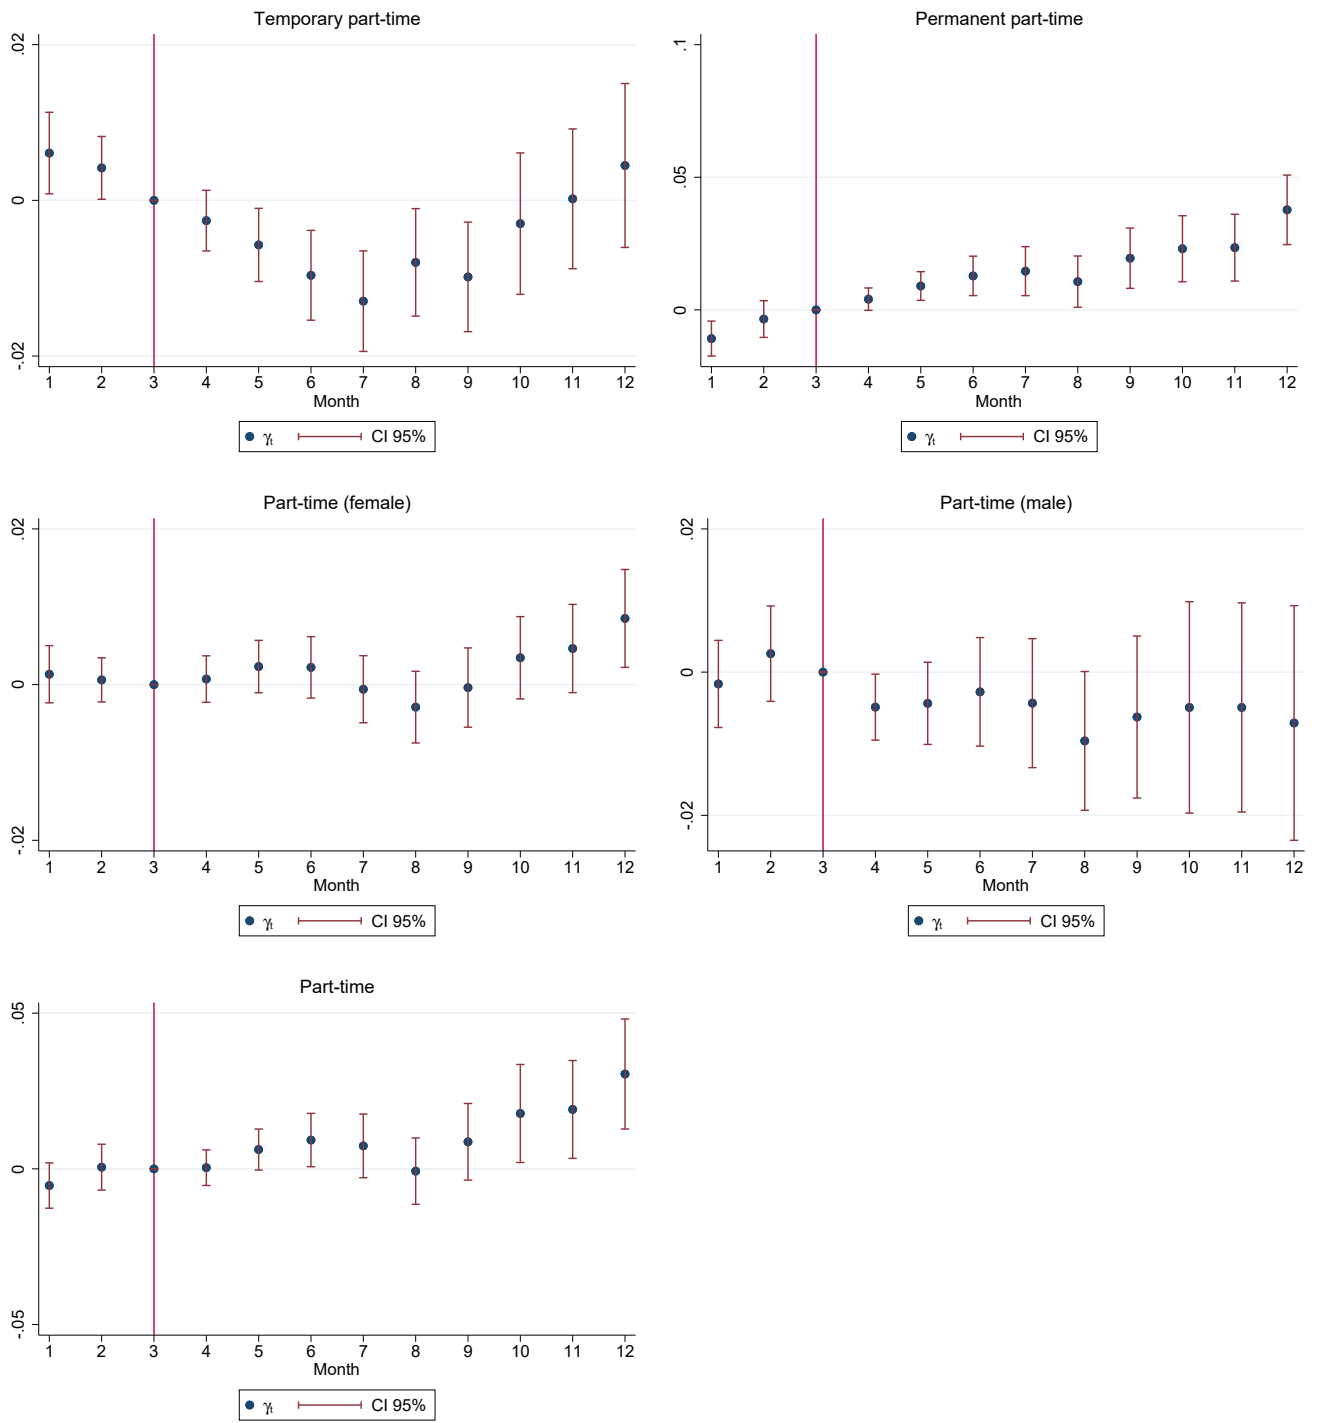 Temporary part-time
.02
0
-.02
1 2 3 4 5 6 7 8 9 10 11 12
Month
γt CI 95%
Permanent part-time
.1
.05
0
1 2 3 4 5 6 7 8 9 10 11 12
Month
γt CI 95%
Part-time (female)
.02
0
-.02
1 2 3 4 5 6 7 8 9 10 11 12
Month
γt CI 95%
Part-time (male)
.02
0
-.02
1 2 3 4 5 6 7 8 9 10 11 12
Month
γt CI 95%
Part-time
.05
0
-.05
1 2 3 4 5 6 7 8 9 10 11 12
Month
γt CI 95%